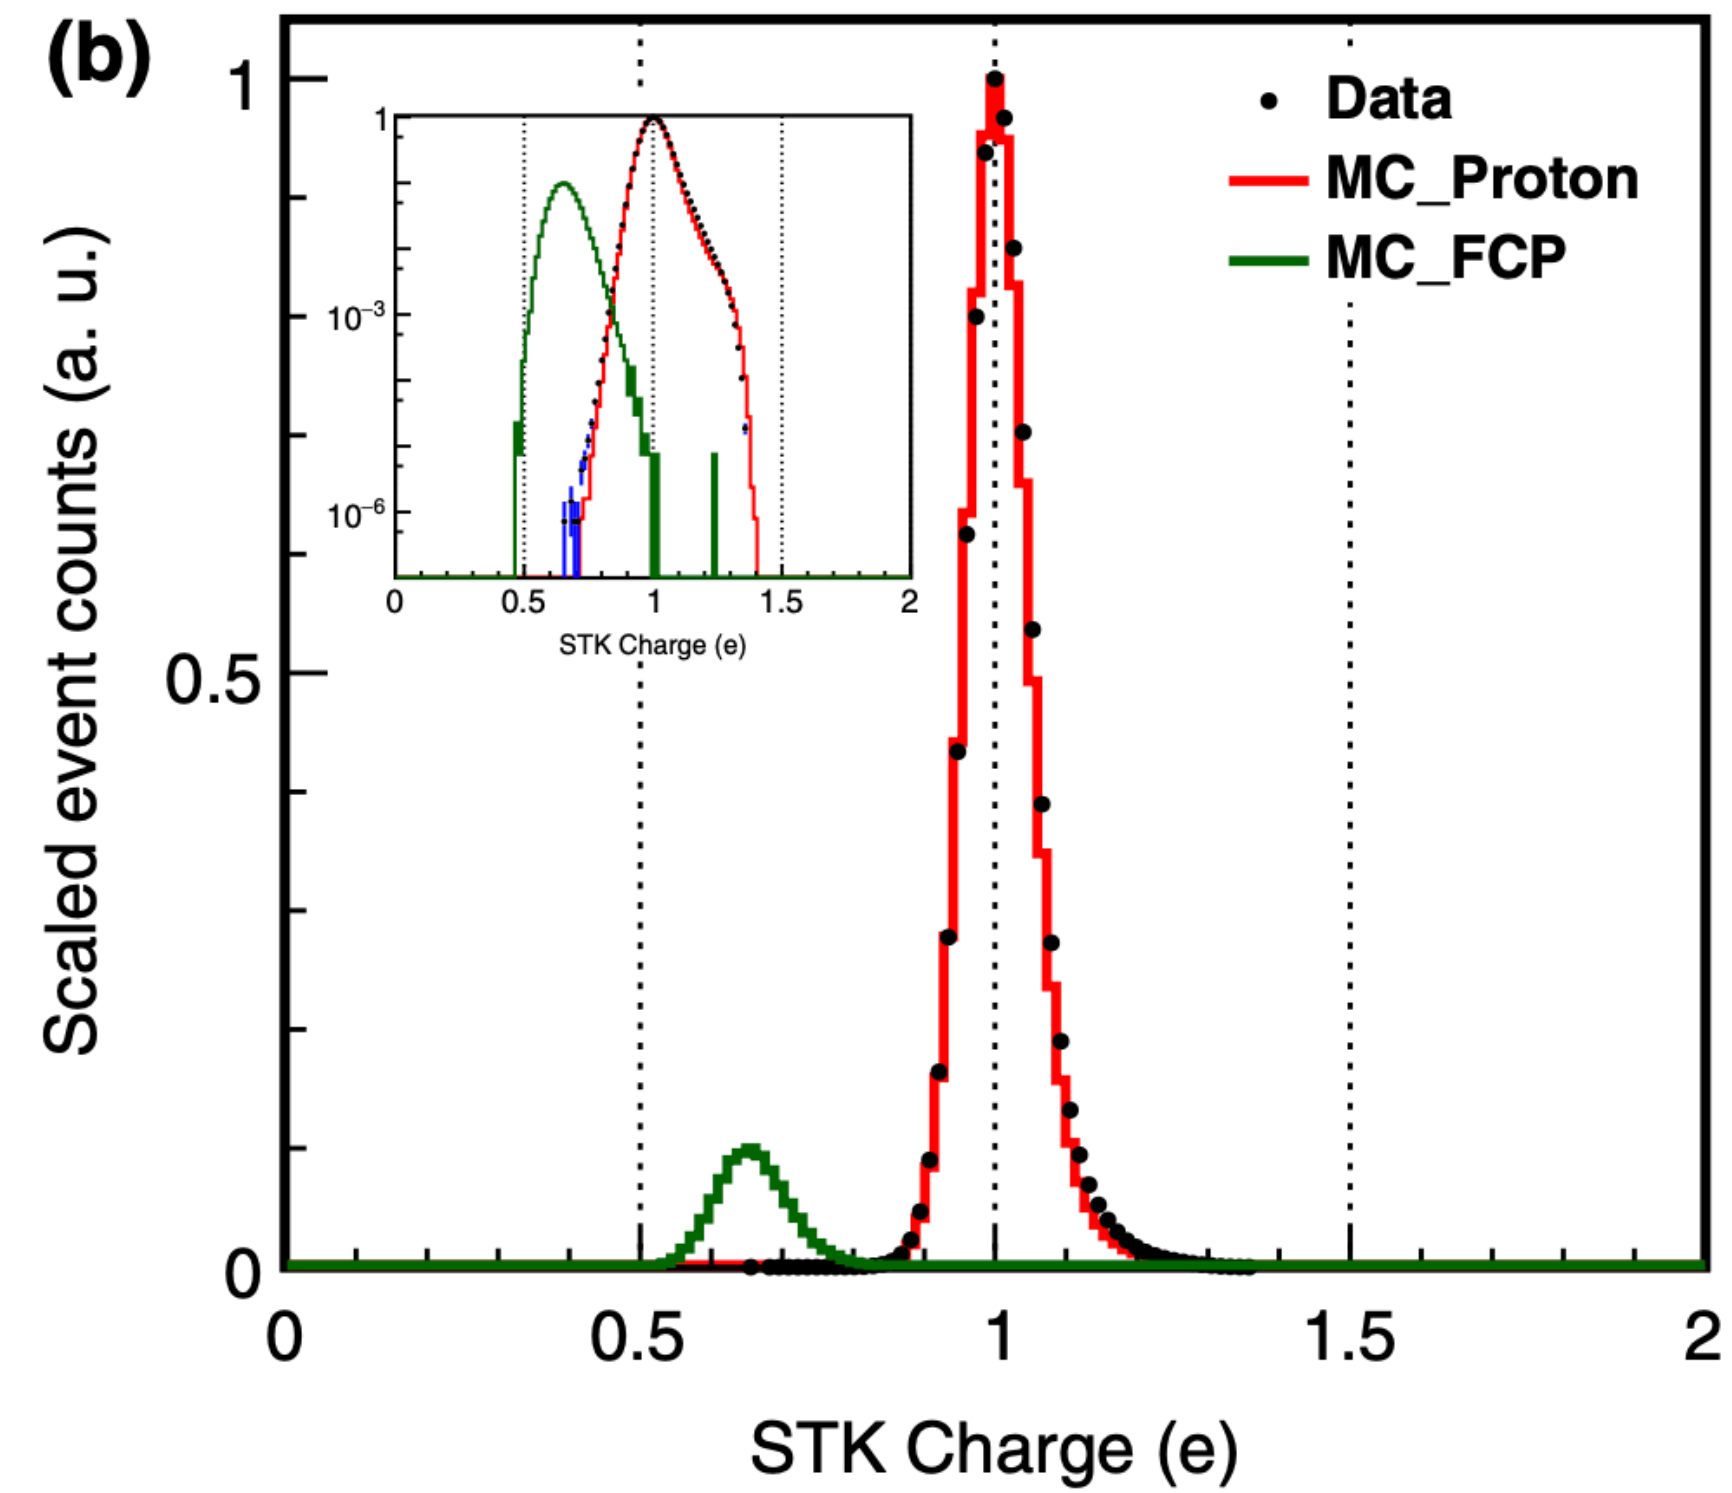 (b)
Scaled event counts (a. u.)
1
0.5
0
0
0.5
1
1.5
2
STK Charge (e)
Data
MC_Proton
MC_FCP
1
10⁻³
10⁻⁶
0
0.5
1
1.5
2
STK Charge (e)